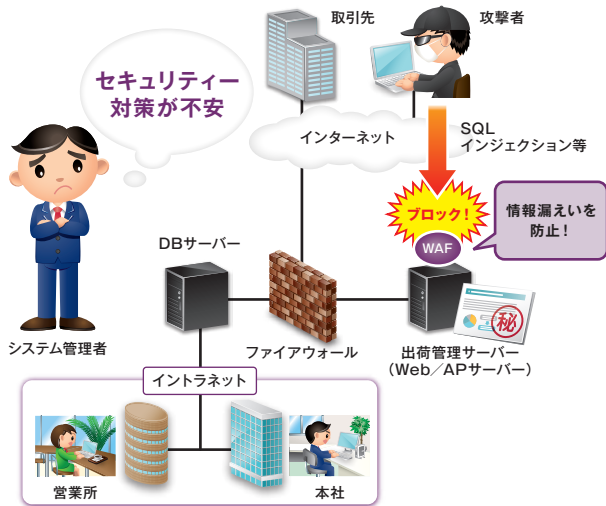 取引先
攻撃者
セキュリティー
対策が不安
インターネット
SQL
インジェクション等
ブロック！
WAF
情報漏えいを
防止！
DBサーバー
秘
システム管理者
ファイアウォール
出荷管理サーバー
（Web／APサーバー）
イントラネット
営業所
本社